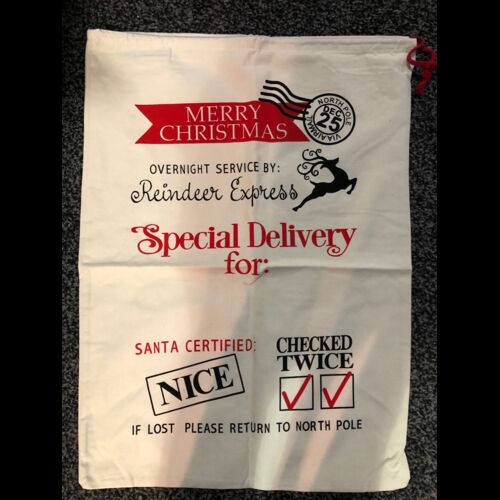 MERRY
CHRISTMAS
NORTH POLE
DEC
25
VIA AIRMAIL
OVERNIGHT SERVICE BY:
Reindeer Express
Special Delivery
for:
SANTA CERTIFIED:
NICE
CHECKED
TWICE
IF LOST PLEASE RETURN TO NORTH POLE